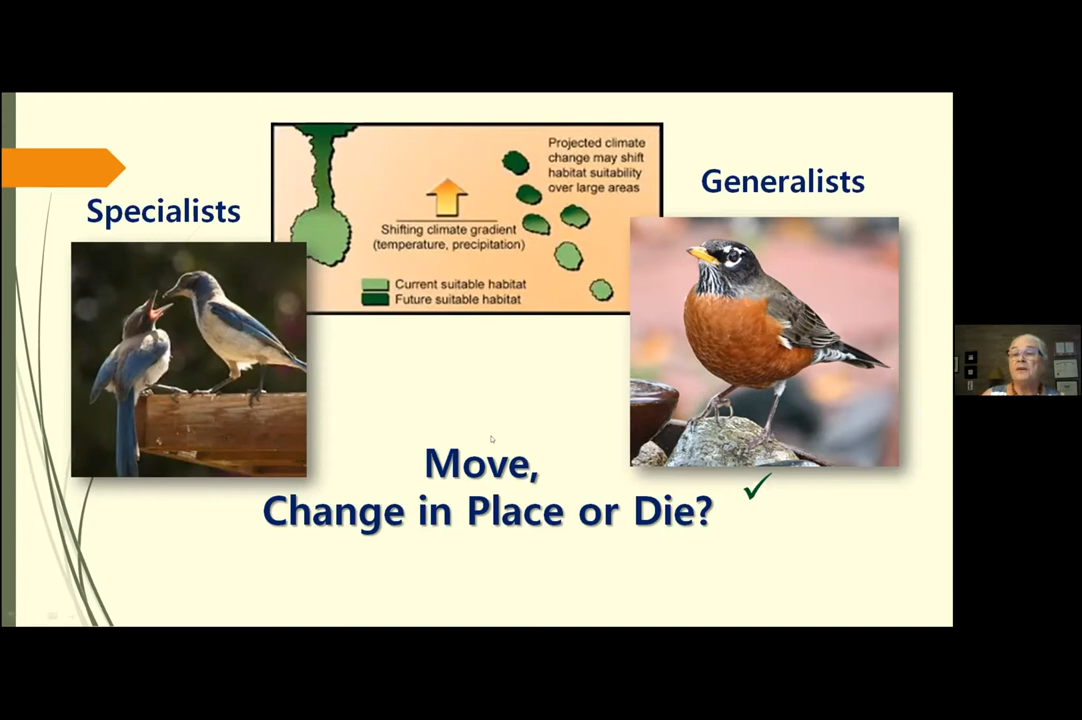 Specialists
Projected climate
change may shift
habitat suitability
over large areas
Shifting climate gradient
(temperature, precipitation)
Current suitable habitat
Future suitable habitat
Generalists
Move,
Change in Place or Die?